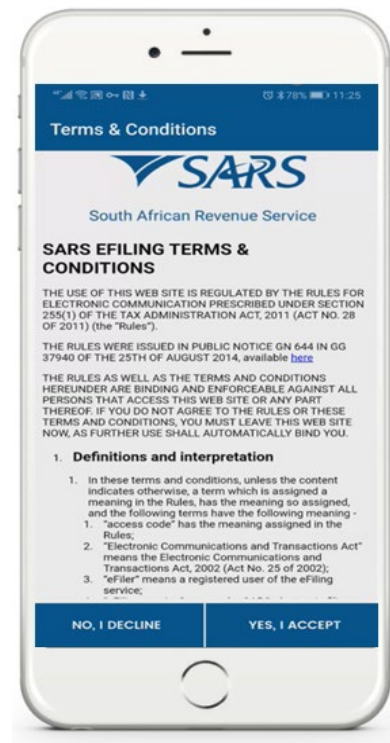 78% 11:25
Terms & Conditions
SARS
South African Revenue Service
SARS EFILING TERMS &
CONDITIONS
THE USE OF THIS WEB SITE IS REGULATED BY THE RULES FOR
ELECTRONIC COMMUNICATION PRESCRIBED UNDER SECTION
255(1) OF THE TAX ADMINISTRATION ACT, 2011 (ACT NO. 28
OF 2011) (the "Rules").
THE RULES WERE ISSUED IN PUBLIC NOTICE GN 644 IN GG
37940 OF THE 25TH OF AUGUST 2014, available here
THE RULES AS WELL AS THE TERMS AND CONDITIONS
HEREUNDER ARE BINDING AND ENFORCEABLE AGAINST ALL
PERSONS THAT ACCESS THIS WEB SITE OR ANY PART
THEREOF. IF YOU DO NOT AGREE TO THE RULES OR THESE
TERMS AND CONDITIONS, YOU MUST LEAVE THIS WEB SITE
NOW, AS FURTHER USE SHALL AUTOMATICALLY BIND YOU.
1. Definitions and interpretation
1. In these terms and conditions, unless the content
indicates otherwise, a term which is assigned a
meaning in the Rules, has the meaning so assigned,
and the following terms have the following meaning -
1. "access code" has the meaning assigned in the
Rules;
2. "Electronic Communications and Transactions Act"
means the Electronic Communications and
Transactions Act, 2002 (Act No. 25 of 2002);
3. "eFiler" means a registered user of the eFiling
service;
NO, I DECLINE YES, I ACCEPT